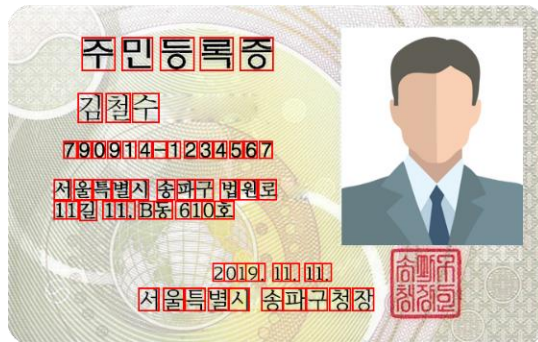 주민등록증
김철수
790914-1234567
서울특별시 송파구 법원로
11길 11, B동 610호
2019. 11. 11.
서울특별시 송파구청장